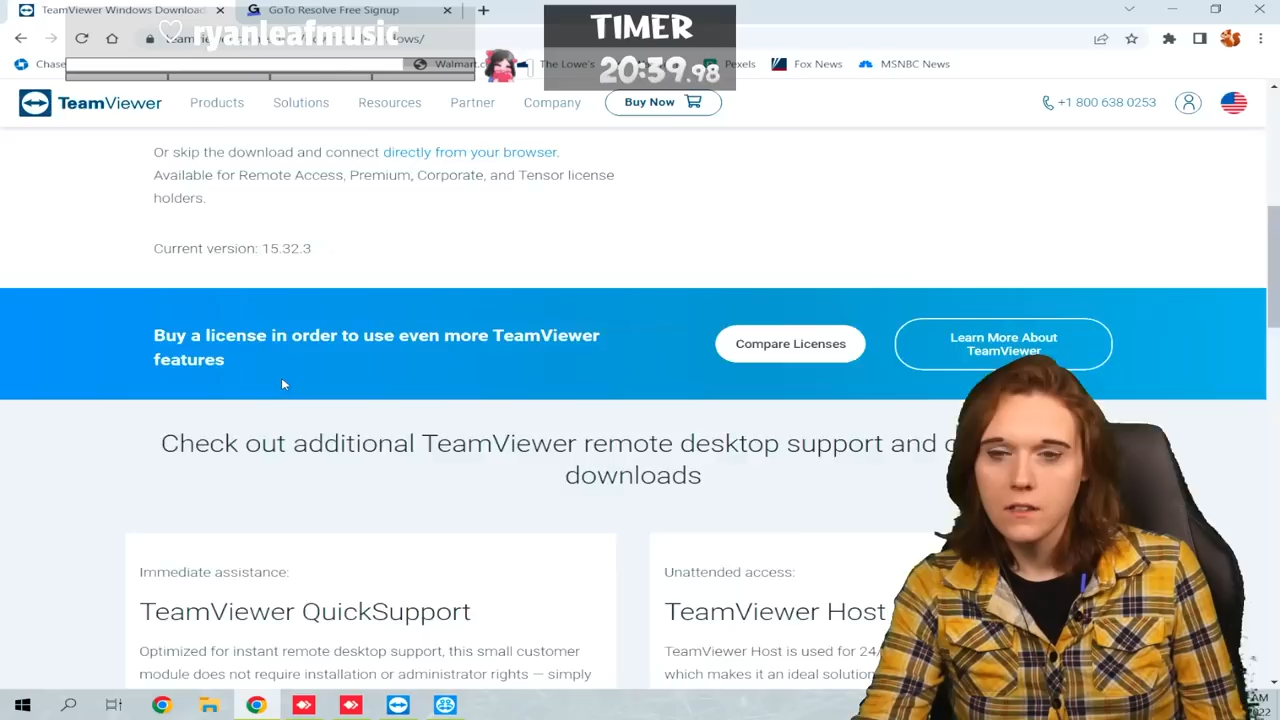 TeamViewer Windows Download
GoTo Resolve Free Signup
ryanleafmusic
TIMER
20:39.98
Chase
Walmart.c
The Lowe's
Pexels
Fox News
MSNBC News
TeamViewer
Products
Solutions
Resources
Partner
Company
Buy Now
+1 800 638 0253
Or skip the download and connect directly from your browser.
Available for Remote Access, Premium, Corporate, and Tensor license
holders.
Current version: 15.32.3
Buy a license in order to use even more TeamViewer
features
Compare Licenses
Learn More About
TeamViewer
Check out additional TeamViewer remote desktop support and
downloads
Immediate assistance:
TeamViewer QuickSupport
Optimized for instant remote desktop support, this small customer
module does not require installation or administrator rights — simply
Unattended access:
TeamViewer Host
TeamViewer Host is used for 24/
which makes it an ideal solution
AM
2022